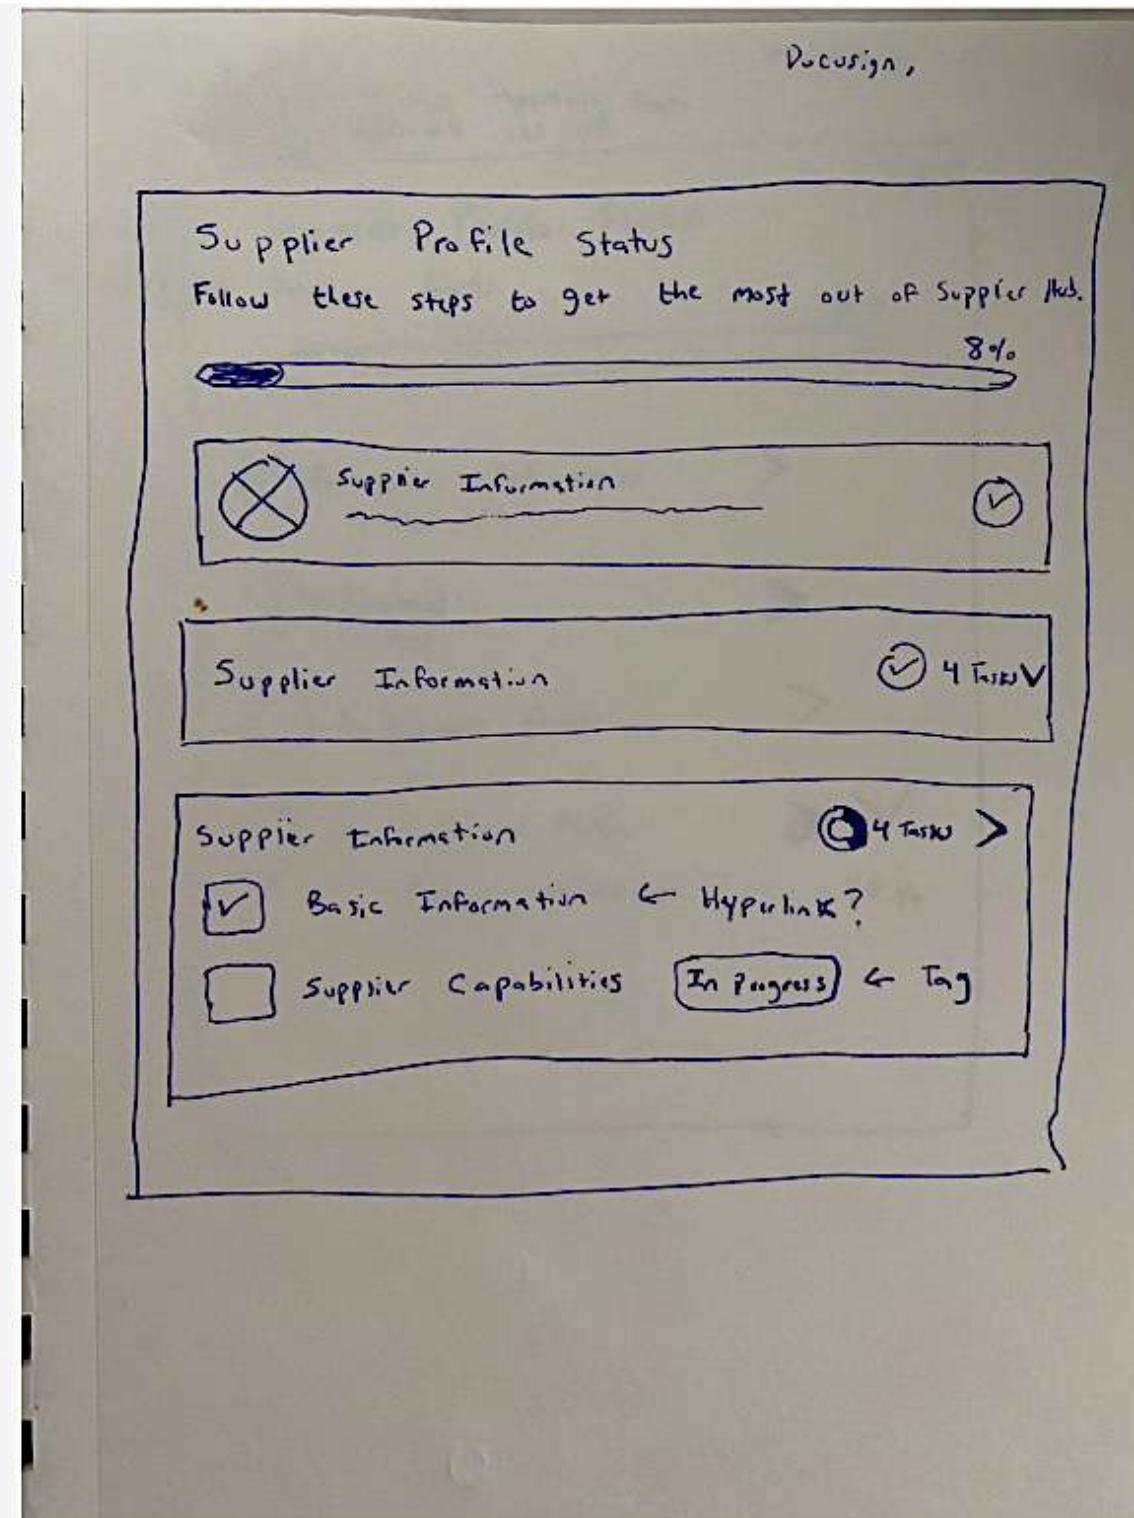 Docusign,
Supplier Profile Status
Follow these steps to get the most out of Supplier Hub.
8%
Supplier Information
Supplier Information 4 Tasks
Supplier Information 4 Tasks
Basic Information ← Hyperlink?
Supplier Capabilities In Progress ← Tag